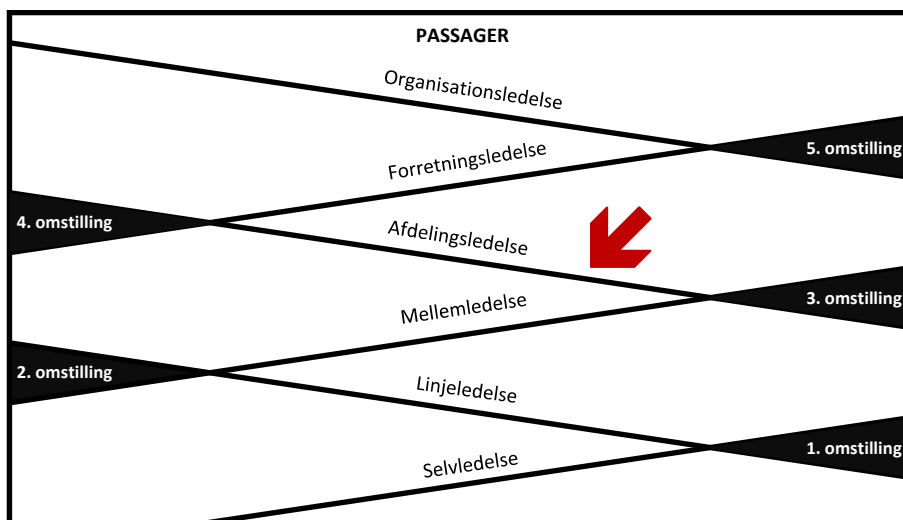 PASSAGER
Organisationsledelse
5. omstilling
Forretningsledelse
4. omstilling
Afdelingsledelse
3. omstilling
Mellemledelse
2. omstilling
Linjeledelse
1. omstilling
Selvledelse